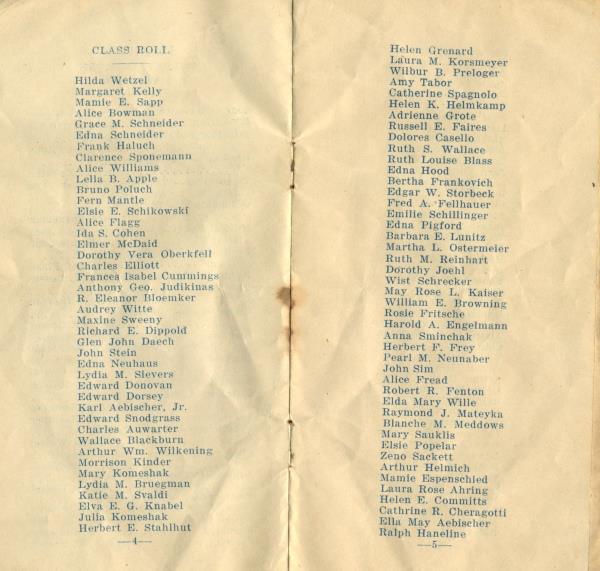 CLASS ROLL
Hilda Wetzel
Margaret Kelly
Mamie E. Sapp
Alice Bowman
Grace M. Schneider
Edna Schneider
Frank Haluch
Clarence Sponemann
Alice Williams
Lella B. Apple
Bruno Poluch
Fern Mantle
Elsie E. Schikowski
Alice Flagg
Ida S. Cohen
Elmer McDaid
Dorothy Vera Oberkfell
Charles Elliott
Frances Isabel Cummings
Anthony Geo. Judikinas
R. Eleanor Bloemker
Audrey Witte
Maxine Sweeny
Richard E. Dippold
Glen John Daech
John Stein
Edna Neuhaus
Lydia M. Sievers
Edward Donovan
Edward Dorsey
Karl Aebischer, Jr.
Edward Snodgrass
Charles Auwarter
Wallace Blackburn
Arthur Wm. Wilkening
Morrison Kinder
Mary Komeshak
Lydia M. Bruegman
Katie M. Svaldi
Elva E. G. Knabel
Julia Komeshak
Herbert E. Stahlhut
—4—
Helen Grenard
Laura M. Korsmeyer
Wilbur B. Preloger
Amy Tabor
Catherine Spagnolo
Helen K. Helmkamp
Adrienne Grote
Russell E. Faires
Dolores Casello
Ruth S. Wallace
Ruth Louise Blass
Edna Hood
Bertha Frankovich
Edgar W. Storbeck
Fred A. Fellhauer
Emilie Schillinger
Edna Pigford
Barbara E. Lunitz
Martha L. Ostermeier
Ruth M. Reinhart
Dorothy Joehl
Wist Schrecker
May Rose L. Kaiser
William E. Browning
Rosie Fritsche
Harold A. Engelmann
Anna Sminchak
Herbert F. Frey
Pearl M. Neunaber
John Sim
Alice Fread
Robert R. Fenton
Elda Mary Wille
Raymond J. Mateyka
Blanche M. Meddows
Mary Sauklis
Elsie Popelar
Zeno Sackett
Arthur Helmich
Mamie Espenschied
Laura Rose Ahring
Helen E. Committs
Cathrine R. Cheragotti
Ella May Aebischer
Ralph Haneline
—5—